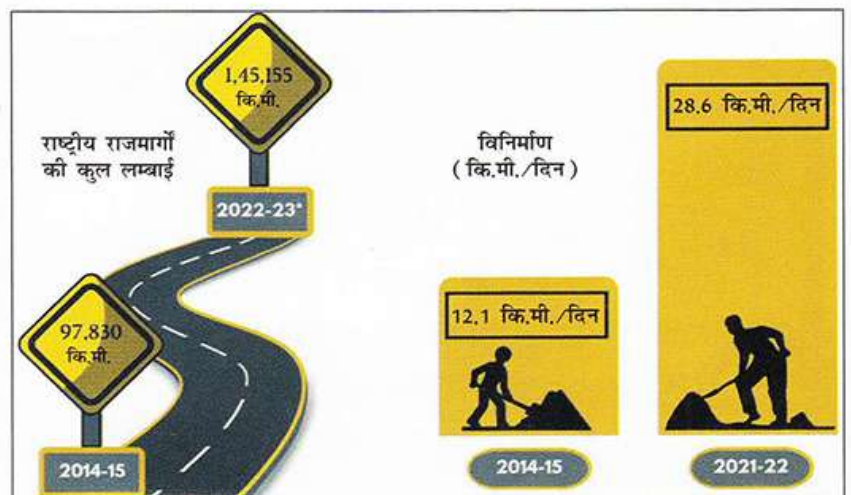 1,45,155
कि.मी.
राष्ट्रीय राजमार्गों
की कुल लम्बाई
2022-23*
97,830
कि.मी.
2014-15
विनिर्माण
( कि.मी./दिन )
12.1 कि.मी./दिन
2014-15
28.6 कि.मी./दिन
2021-22